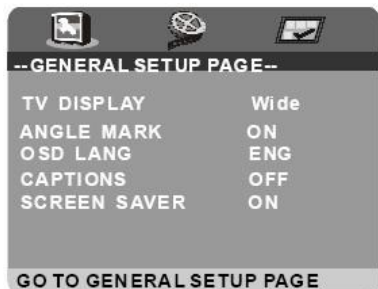 --GENERAL SETUP PAGE--
TV DISPLAY Wide
ANGLE MARK ON
OSD LANG ENG
CAPTIONS OFF
SCREEN SAVER ON
GO TO GENERAL SETUP PAGE